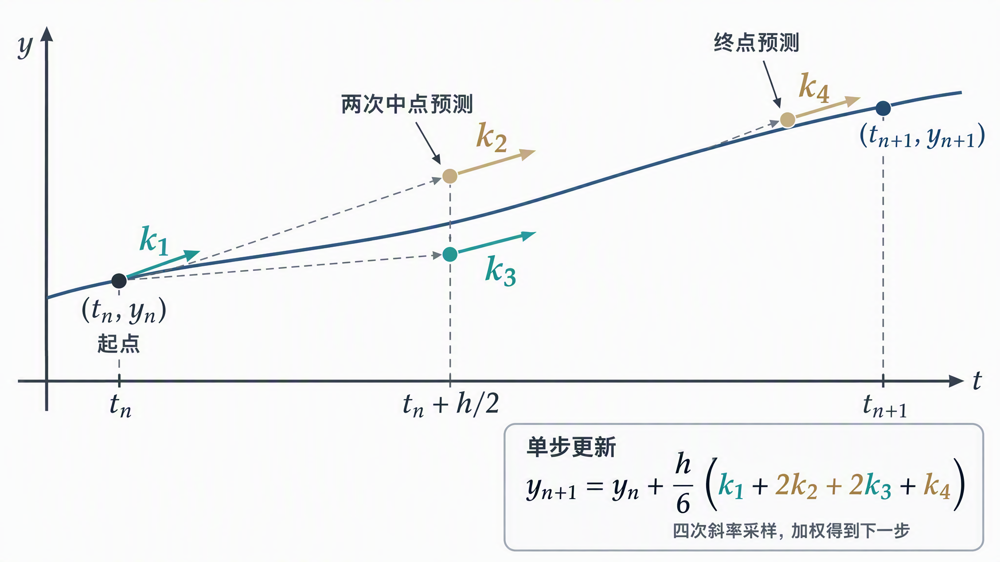 y
终点预测
k₄
两次中点预测
k₂
(tₙ₊₁, yₙ₊₁)
k₁
k₃
(tₙ, yₙ)
起点
t
tₙ
tₙ + h/2
tₙ₊₁
单步更新
yₙ₊₁ = yₙ + h/6 (k₁ + 2k₂ + 2k₃ + k₄)
四次斜率采样，加权得到下一步